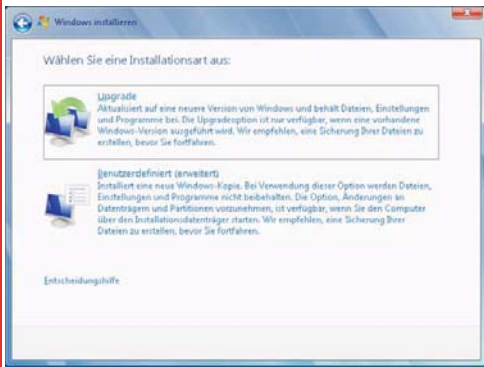 Windows installieren
Wählen Sie eine Installationsart aus:
Upgrade
Aktualisiert auf eine neuere Version von Windows und behält Dateien, Einstellungen
und Programme bei. Die Upgradeoption ist nur verfügbar, wenn eine vorhandene
Windows-Version ausgeführt wird. Wir empfehlen, eine Sicherung Ihrer Dateien zu
erstellen, bevor Sie fortfahren.
Benutzerdefiniert (erweitert)
Installiert eine neue Windows-Kopie. Bei Verwendung dieser Option werden Dateien,
Einstellungen und Programme nicht beibehalten. Die Option, Änderungen an
Datenträgern und Partitionen vorzunehmen, ist verfügbar, wenn Sie den Computer
über den Installationsdatenträger starten. Wir empfehlen, eine Sicherung Ihrer
Dateien zu erstellen, bevor Sie fortfahren.
Entscheidungshilfe